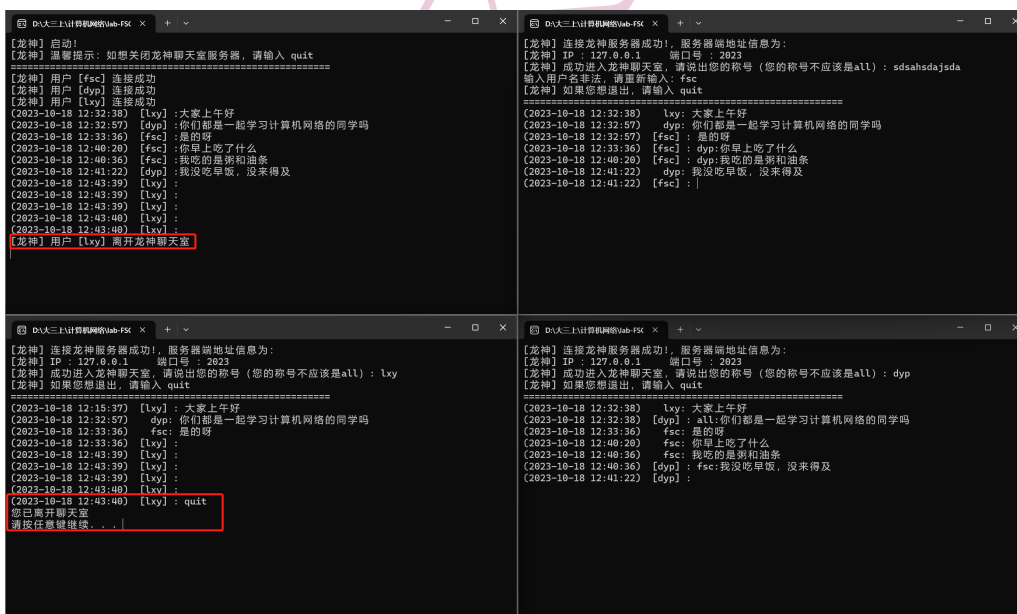 D:\大三上\计算机网络\lab-FSC
[龙神] 启动!
[龙神] 温馨提示: 如想关闭龙神聊天室服务器, 请输入 quit
====================================================
[龙神] 用户 [fsc] 连接成功
[龙神] 用户 [dyp] 连接成功
[龙神] 用户 [lxy] 连接成功
(2023-10-18 12:32:38) [lxy] :大家上午好
(2023-10-18 12:32:57) [dyp] :你们都是一起学习计算机网络的同学吗
(2023-10-18 12:33:36) [fsc] :是的呀
(2023-10-18 12:40:20) [fsc] :你早上吃了什么
(2023-10-18 12:40:36) [fsc] :我吃的是粥和油条
(2023-10-18 12:41:22) [dyp] :我没吃早饭, 没来得及
(2023-10-18 12:43:39) [lxy] :
(2023-10-18 12:43:39) [lxy] :
(2023-10-18 12:43:39) [lxy] :
(2023-10-18 12:43:40) [lxy] :
(2023-10-18 12:43:40) [lxy] :
[龙神] 用户 [lxy] 离开龙神聊天室
D:\大三上\计算机网络\lab-FSC
[龙神] 连接龙神服务器成功!, 服务器端地址信息为:
[龙神] IP : 127.0.0.1 端口号 : 2023
[龙神] 成功进入龙神聊天室, 请说出您的称号 (您的称号不应该是all) : sdsahsdajsda
输入用户名非法, 请重新输入: fsc
[龙神] 如果您想退出, 请输入 quit
====================================================
(2023-10-18 12:32:38) lxy: 大家上午好
(2023-10-18 12:32:57) dyp: 你们都是一起学习计算机网络的同学吗
(2023-10-18 12:32:57) [fsc] : 是的呀
(2023-10-18 12:33:36) [fsc] : dyp:你早上吃了什么
(2023-10-18 12:40:20) [fsc] : dyp:我吃的是粥和油条
(2023-10-18 12:41:22) dyp: 我没吃早饭, 没来得及
(2023-10-18 12:41:22) [fsc] :
D:\大三上\计算机网络\lab-FSC
[龙神] 连接龙神服务器成功!, 服务器端地址信息为:
[龙神] IP : 127.0.0.1 端口号 : 2023
[龙神] 成功进入龙神聊天室, 请说出您的称号 (您的称号不应该是all) : lxy
[龙神] 如果您想退出, 请输入 quit
====================================================
(2023-10-18 12:15:37) [lxy] : 大家上午好
(2023-10-18 12:32:57) dyp: 你们都是一起学习计算机网络的同学吗
(2023-10-18 12:33:36) fsc: 是的呀
(2023-10-18 12:33:36) [lxy] :
(2023-10-18 12:43:39) [lxy] :
(2023-10-18 12:43:39) [lxy] :
(2023-10-18 12:43:39) [lxy] :
(2023-10-18 12:43:40) [lxy] :
(2023-10-18 12:43:40) [lxy] : quit
您已离开聊天室
请按任意键继续. . .
D:\大三上\计算机网络\lab-FSC
[龙神] 连接龙神服务器成功!, 服务器端地址信息为:
[龙神] IP : 127.0.0.1 端口号 : 2023
[龙神] 成功进入龙神聊天室, 请说出您的称号 (您的称号不应该是all) : dyp
[龙神] 如果您想退出, 请输入 quit
====================================================
(2023-10-18 12:32:38) lxy: 大家上午好
(2023-10-18 12:32:38) [dyp] : all:你们都是一起学习计算机网络的同学吗
(2023-10-18 12:33:36) fsc: 是的呀
(2023-10-18 12:40:20) fsc: 你早上吃了什么
(2023-10-18 12:40:36) fsc: 我吃的是粥和油条
(2023-10-18 12:40:36) [dyp] : fsc:我没吃早饭, 没来得及
(2023-10-18 12:41:22) [dyp] :